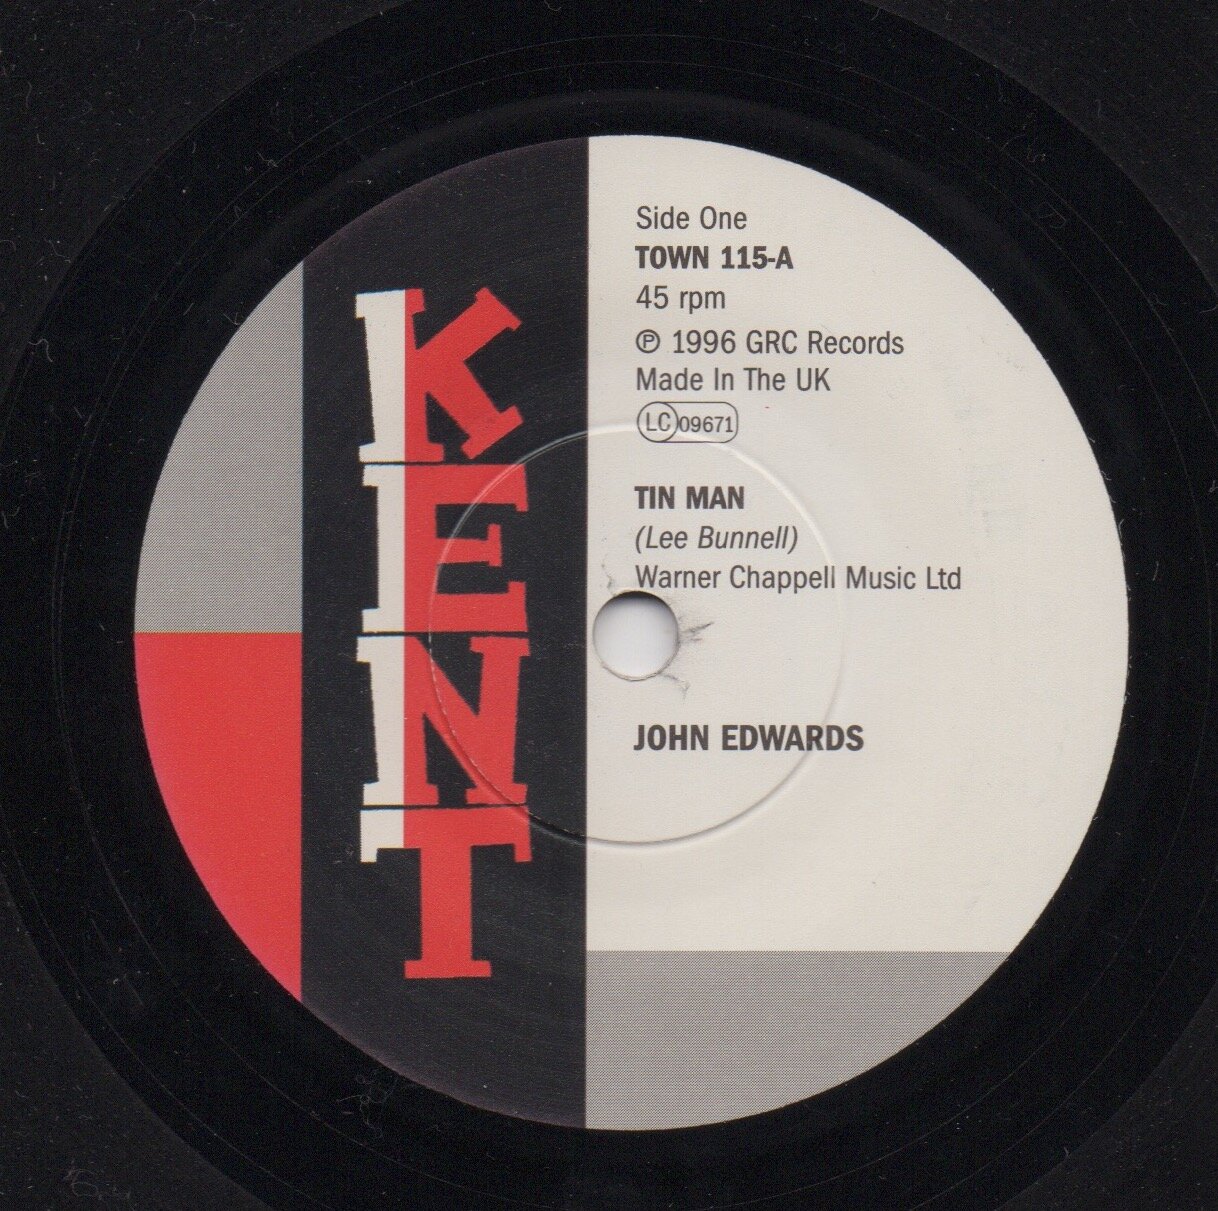 KENT
Side One
TOWN 115-A
45 rpm
℗ 1996 GRC Records
Made In The UK
LC 09671
TIN MAN
(Lee Bunnell)
Warner Chappell Music Ltd
JOHN EDWARDS